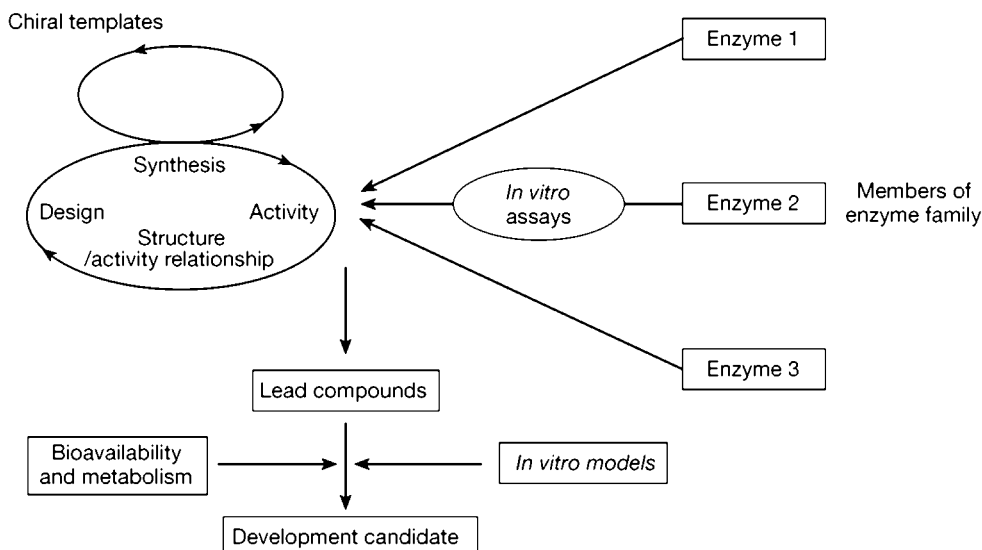 Chiral templates
Enzyme 1
Synthesis
Design
Activity
Structure
/activity relationship
In vitro
assays
Enzyme 2
Members of
enzyme family
Enzyme 3
Lead compounds
Bioavailability
and metabolism
In vitro models
Development candidate